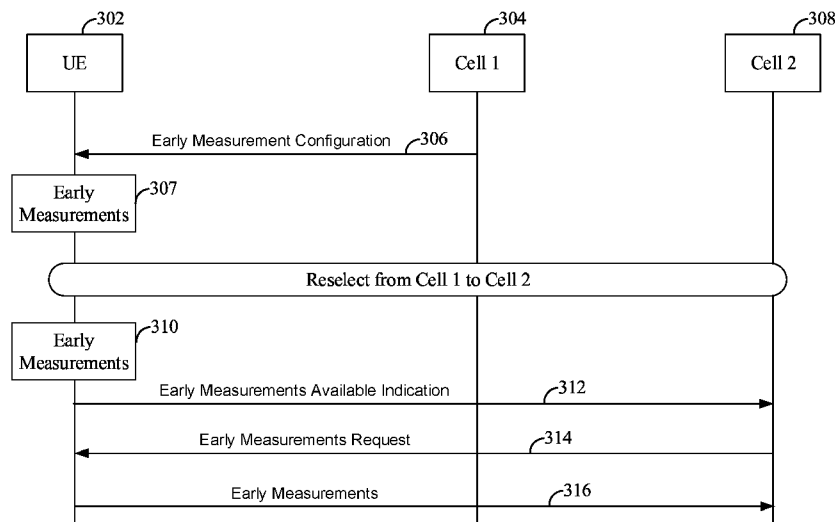 302
304
308
UE
Cell 1
Cell 2
Early Measurement Configuration
306
Early
Measurements
307
Reselect from Cell 1 to Cell 2
Early
Measurements
310
Early Measurements Available Indication
312
Early Measurements Request
314
Early Measurements
316